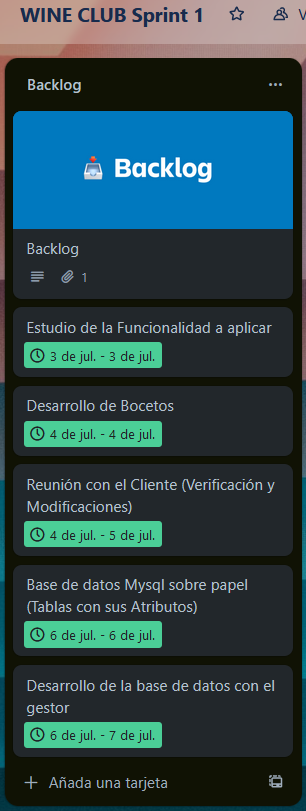 WINE CLUB Sprint 1
V
Backlog
Backlog
Backlog
1
Estudio de la Funcionalidad a aplicar
3 de jul. - 3 de jul.
Desarrollo de Bocetos
4 de jul. - 4 de jul.
Reunión con el Cliente (Verificación y
Modificaciones)
4 de jul. - 5 de jul.
Base de datos Mysql sobre papel
(Tablas con sus Atributos)
6 de jul. - 6 de jul.
Desarrollo de la base de datos con el
gestor
6 de jul. - 7 de jul.
+ Añada una tarjeta